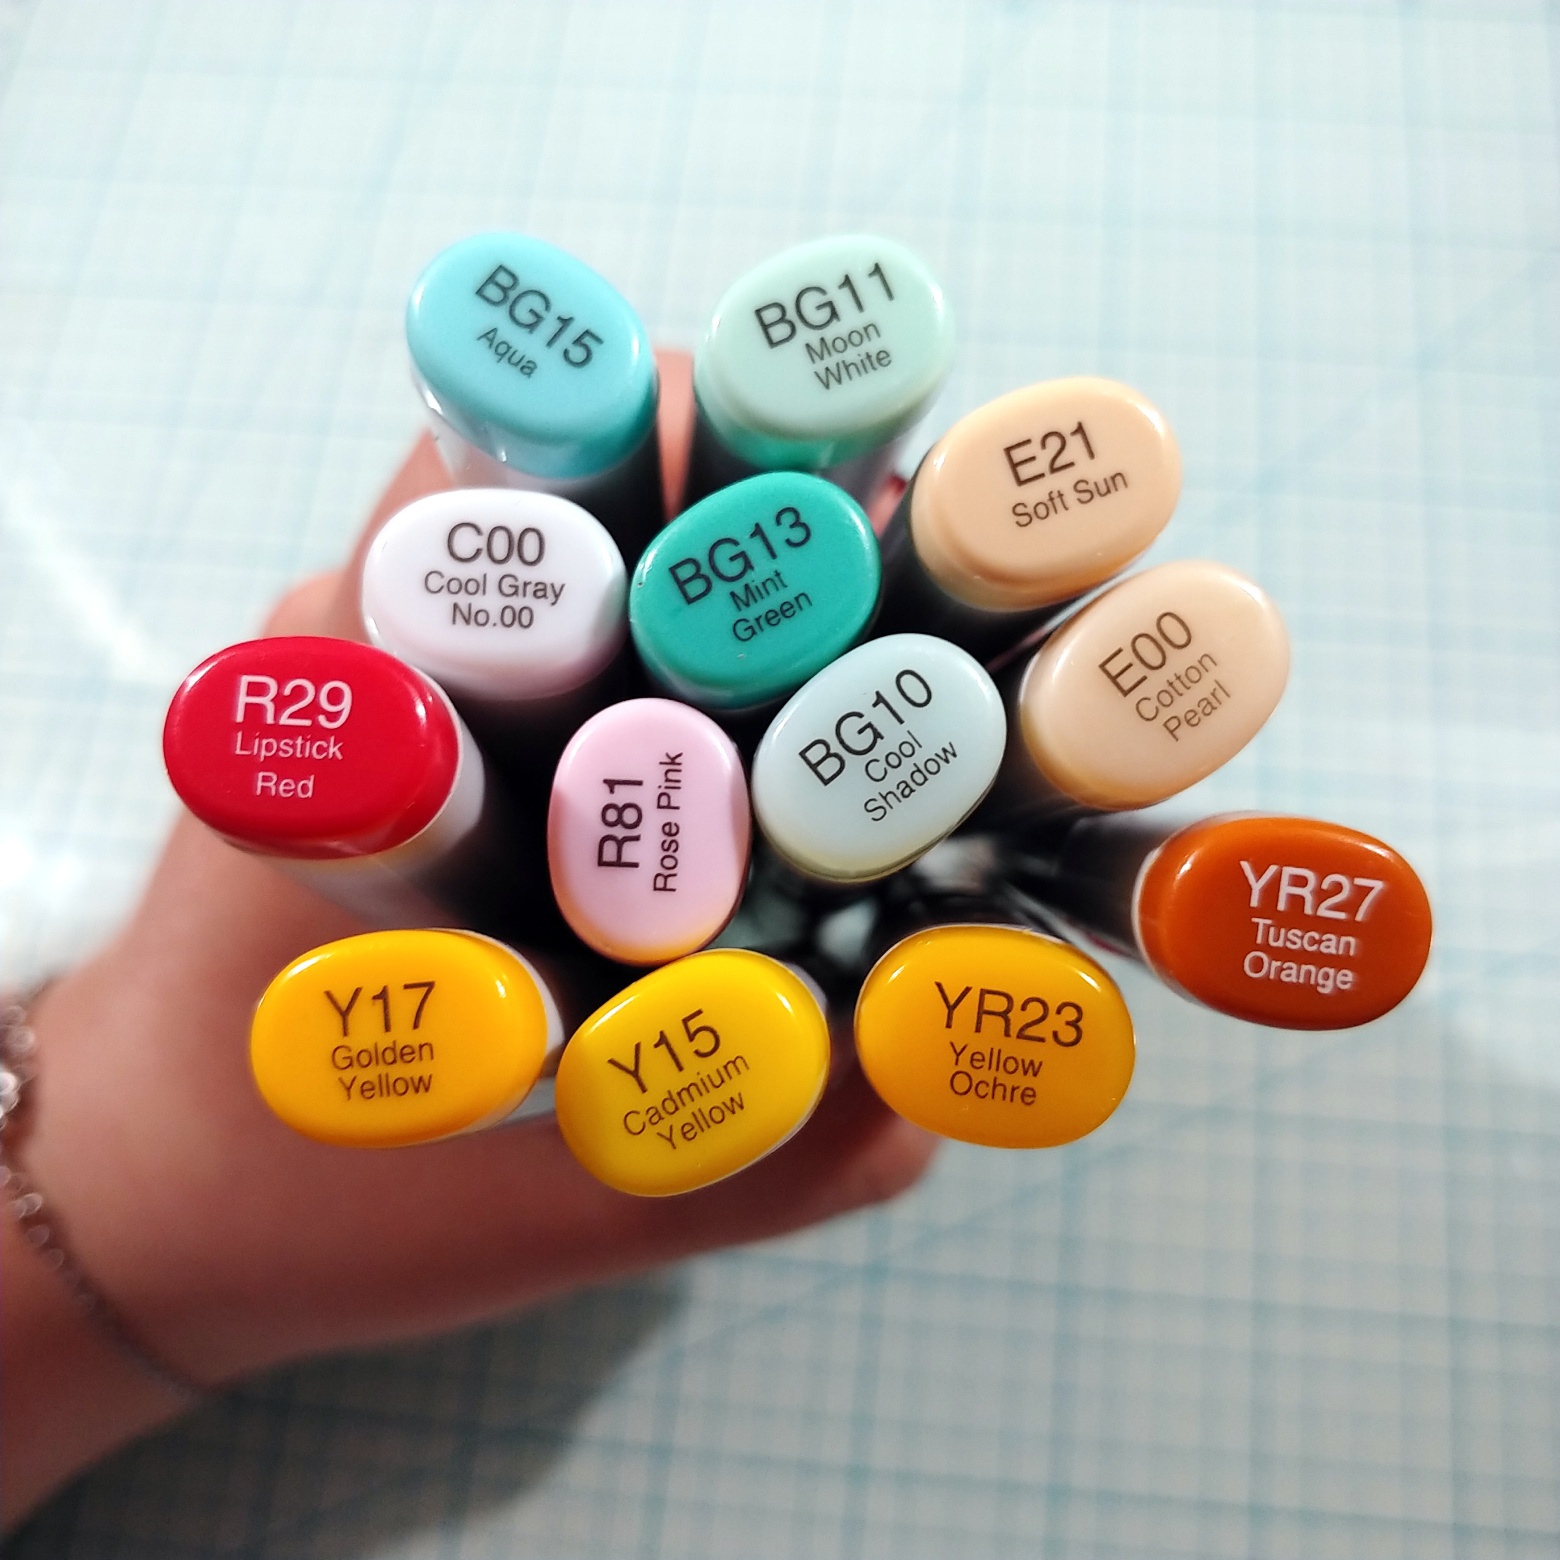 BG15
Aqua
BG11
Moon
White
E21
Soft Sun
C00
Cool Gray
No.00
BG13
Mint
Green
E00
Cotton
Pearl
R29
Lipstick
Red
R81
Rose Pink
BG10
Cool
Shadow
YR27
Tuscan
Orange
Y17
Golden
Yellow
Y15
Cadmium
Yellow
YR23
Yellow
Ochre